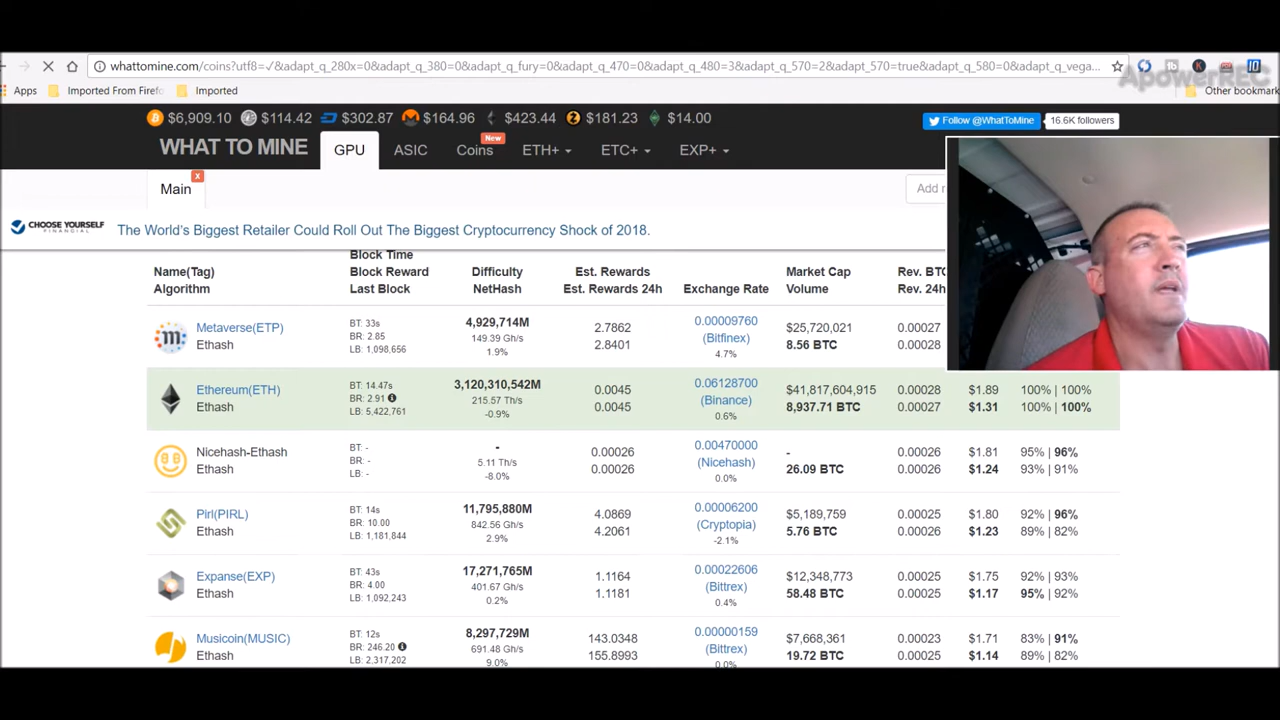 ApowerREC
whattomine.com/coins?utf8=✓&adapt_q_280x=0&adapt_q_380=0&adapt_q_fury=0&adapt_q_470=0&adapt_q_480=3&adapt_q_570=2&adapt_570=true&adapt_q_580=0&adapt_q_vega...
Apps Imported From Firefo Imported Other bookmark
$6,909.10 $114.42 $302.87 $164.96 $423.44 $181.23 $14.00 Follow @WhatToMine 16.6K followers
WHAT TO MINE GPU ASIC Coins New ETH+ ETC+ EXP+
Main x Add
CHOOSE YOURSELF FINANCIAL The World's Biggest Retailer Could Roll Out The Biggest Cryptocurrency Shock of 2018.
Block Time
Name(Tag) Block Reward Difficulty Est. Rewards Market Cap Rev. BTC
Algorithm Last Block NetHash Est. Rewards 24h Exchange Rate Volume Rev. 24h
Metaverse(ETP) BT: 33s 4,929,714M 2.7862 0.00009760 $25,720,021 0.00027
Ethash BR: 2.85 149.39 Gh/s 2.8401 (Bitfinex) 8.56 BTC 0.00028
LB: 1,098,656 1.9% 4.7%
Ethereum(ETH) BT: 14.47s 3,120,310,542M 0.0045 0.06128700 $41,817,604,915 0.00028 $1.89 100% | 100%
Ethash BR: 2.91 215.57 Th/s 0.0045 (Binance) 8,937.71 BTC 0.00027 $1.31 100% | 100%
LB: 5,422,761 -0.9% 0.6%
Nicehash-Ethash BT: - - 0.00026 0.00470000 - 0.00026 $1.81 95% | 96%
Ethash BR: - 5.11 Th/s 0.00026 (Nicehash) 26.09 BTC 0.00026 $1.24 93% | 91%
LB: - -8.0% 0.0%
Pirl(PIRL) BT: 14s 11,795,880M 4.0869 0.00006200 $5,189,759 0.00025 $1.80 92% | 96%
Ethash BR: 10.00 842.56 Gh/s 4.2061 (Cryptopia) 5.76 BTC 0.00026 $1.23 89% | 82%
LB: 1,181,844 2.9% -2.1%
Expanse(EXP) BT: 43s 17,271,765M 1.1164 0.00022606 $12,348,773 0.00025 $1.75 92% | 93%
Ethash BR: 4.00 401.67 Gh/s 1.1181 (Bittrex) 58.48 BTC 0.00025 $1.17 95% | 92%
LB: 1,092,243 0.2% 0.4%
Musicoin(MUSIC) BT: 12s 8,297,729M 143.0348 0.00000159 $7,668,361 0.00023 $1.71 83% | 91%
Ethash BR: 246.20 691.48 Gh/s 155.8993 (Bittrex) 19.72 BTC 0.00025 $1.14 89% | 82%
LB: 2,317,202 9.0% 0.0%